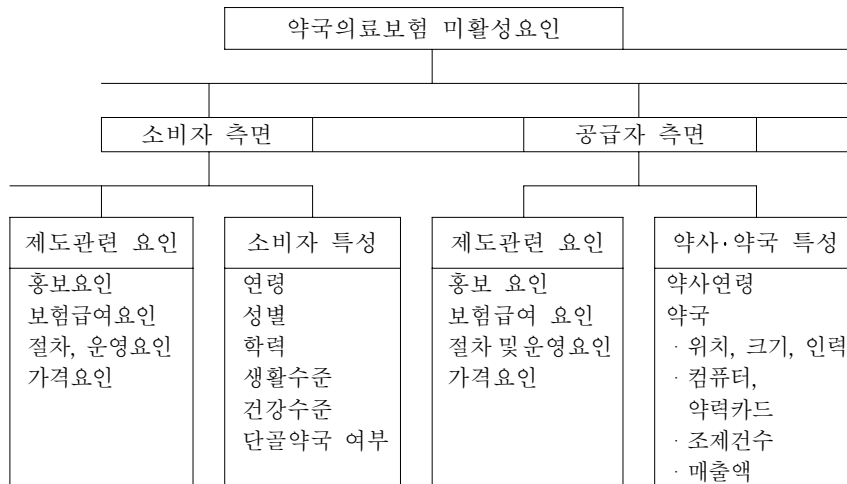 약국의료보험 미활성요인
소비자 측면
공급자 측면
제도관련 요인
홍보요인
보험급여요인
절차, 운영요인
가격요인
소비자 특성
연령
성별
학력
생활수준
건강수준
단골약국 여부
제도관련 요인
홍보 요인
보험급여 요인
절차 및 운영요인
가격요인
약사·약국 특성
약사연령
약국
· 위치, 크기, 인력
· 컴퓨터,
약력카드
· 조제건수
· 매출액